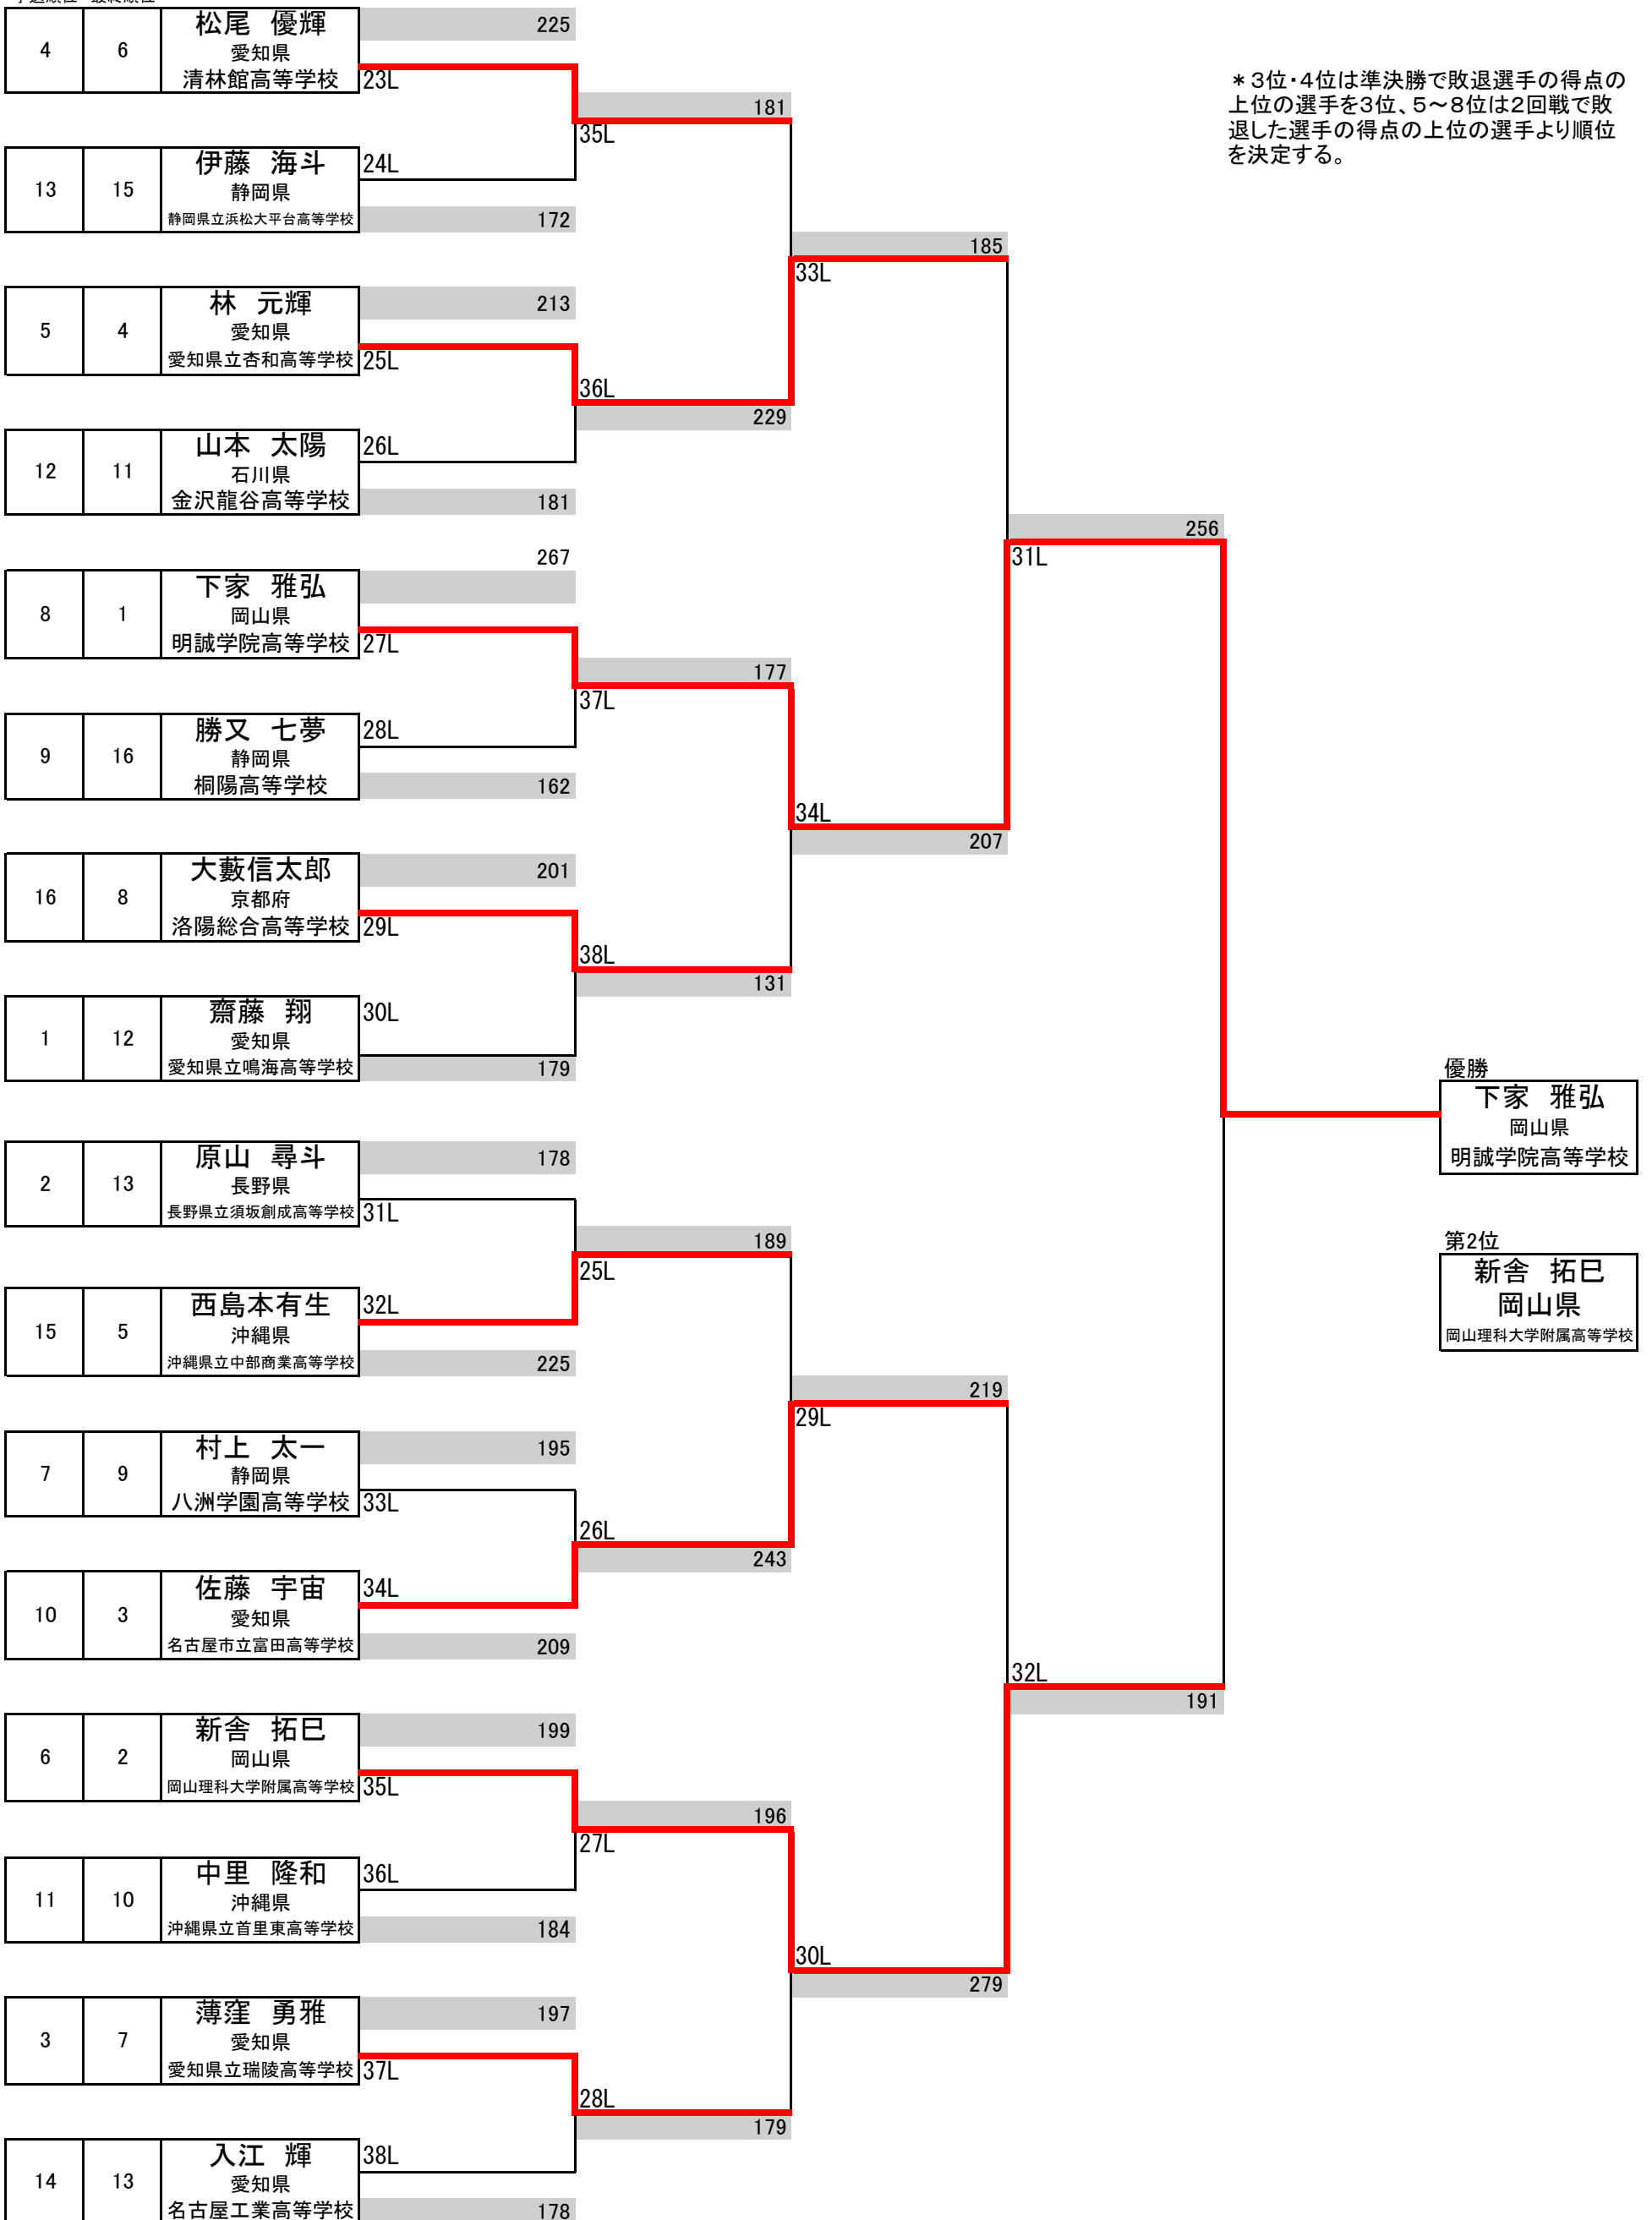 松尾　優輝
225
4 6 愛知県
清林館高等学校 23L
181
35L
伊藤　海斗 24L
13 15 静岡県
静岡県立浜松大平台高等学校 172
185
33L
林　元輝 213
5 4 愛知県
愛知県立杏和高等学校 25L
36L
229
山本　太陽 26L
12 11 石川県
金沢龍谷高等学校 181
256
31L
267
下家　雅弘
8 1 岡山県
明誠学院高等学校 27L
177
37L
勝又　七夢 28L
9 16 静岡県
桐陽高等学校 162
34L
207
大藪信太郎 201
16 8 京都府
洛陽総合高等学校 29L
38L
131
齋藤　翔 30L
1 12 愛知県
愛知県立鳴海高等学校 179
原山　尋斗 178
2 13 長野県
長野県立須坂創成高等学校 31L
189
25L
西島本有生 32L
15 5 沖縄県
沖縄県立中部商業高等学校 225
219
29L
村上　太一 195
7 9 静岡県
八洲学園高等学校 33L
26L
243
佐藤　宇宙 34L
10 3 愛知県
名古屋市立富田高等学校 209
32L
191
新舎　拓巳 199
6 2 岡山県
岡山理科大学附属高等学校 35L
196
27L
中里　隆和 36L
11 10 沖縄県
沖縄県立首里東高等学校 184
30L
279
薄窪　勇雅 197
3 7 愛知県
愛知県立瑞陵高等学校 37L
28L
179
入江　輝 38L
14 13 愛知県
名古屋工業高等学校 178
＊3位・4位は準決勝で敗退選手の得点の
上位の選手を3位、5～8位は2回戦で敗
退した選手の得点の上位の選手より順位
を決定する。
優勝
下家　雅弘
岡山県
明誠学院高等学校
第2位
新舎　拓巳
岡山県
岡山理科大学附属高等学校